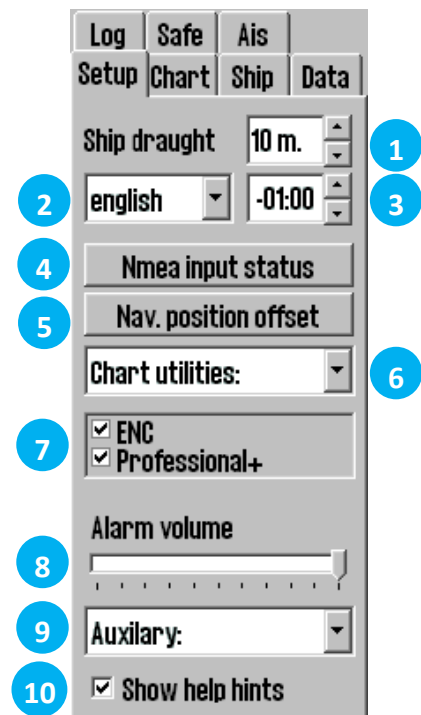 Log Safe Ais
Setup Chart Ship Data
Ship draught 10 m. 1
2 english -01:00 3
4 Nmea input status
5 Nav. position offset
Chart utilities: 6
ENC
7
Professional+
Alarm volume
8
9 Auxilary:
10 Show help hints